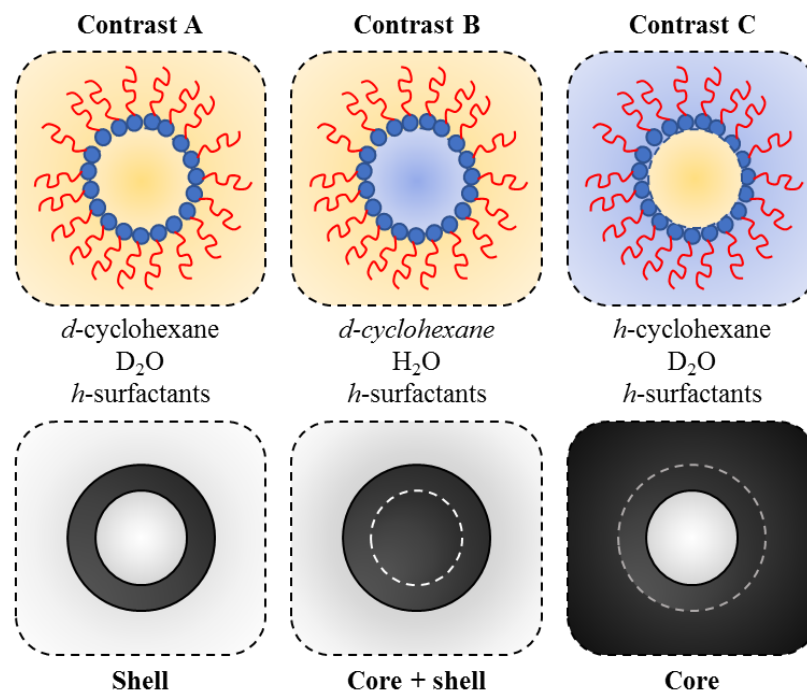 Contrast A
Contrast B
Contrast C
d-cyclohexane
D₂O
h-surfactants
d-cyclohexane
H₂O
h-surfactants
h-cyclohexane
D₂O
h-surfactants
Shell
Core + shell
Core